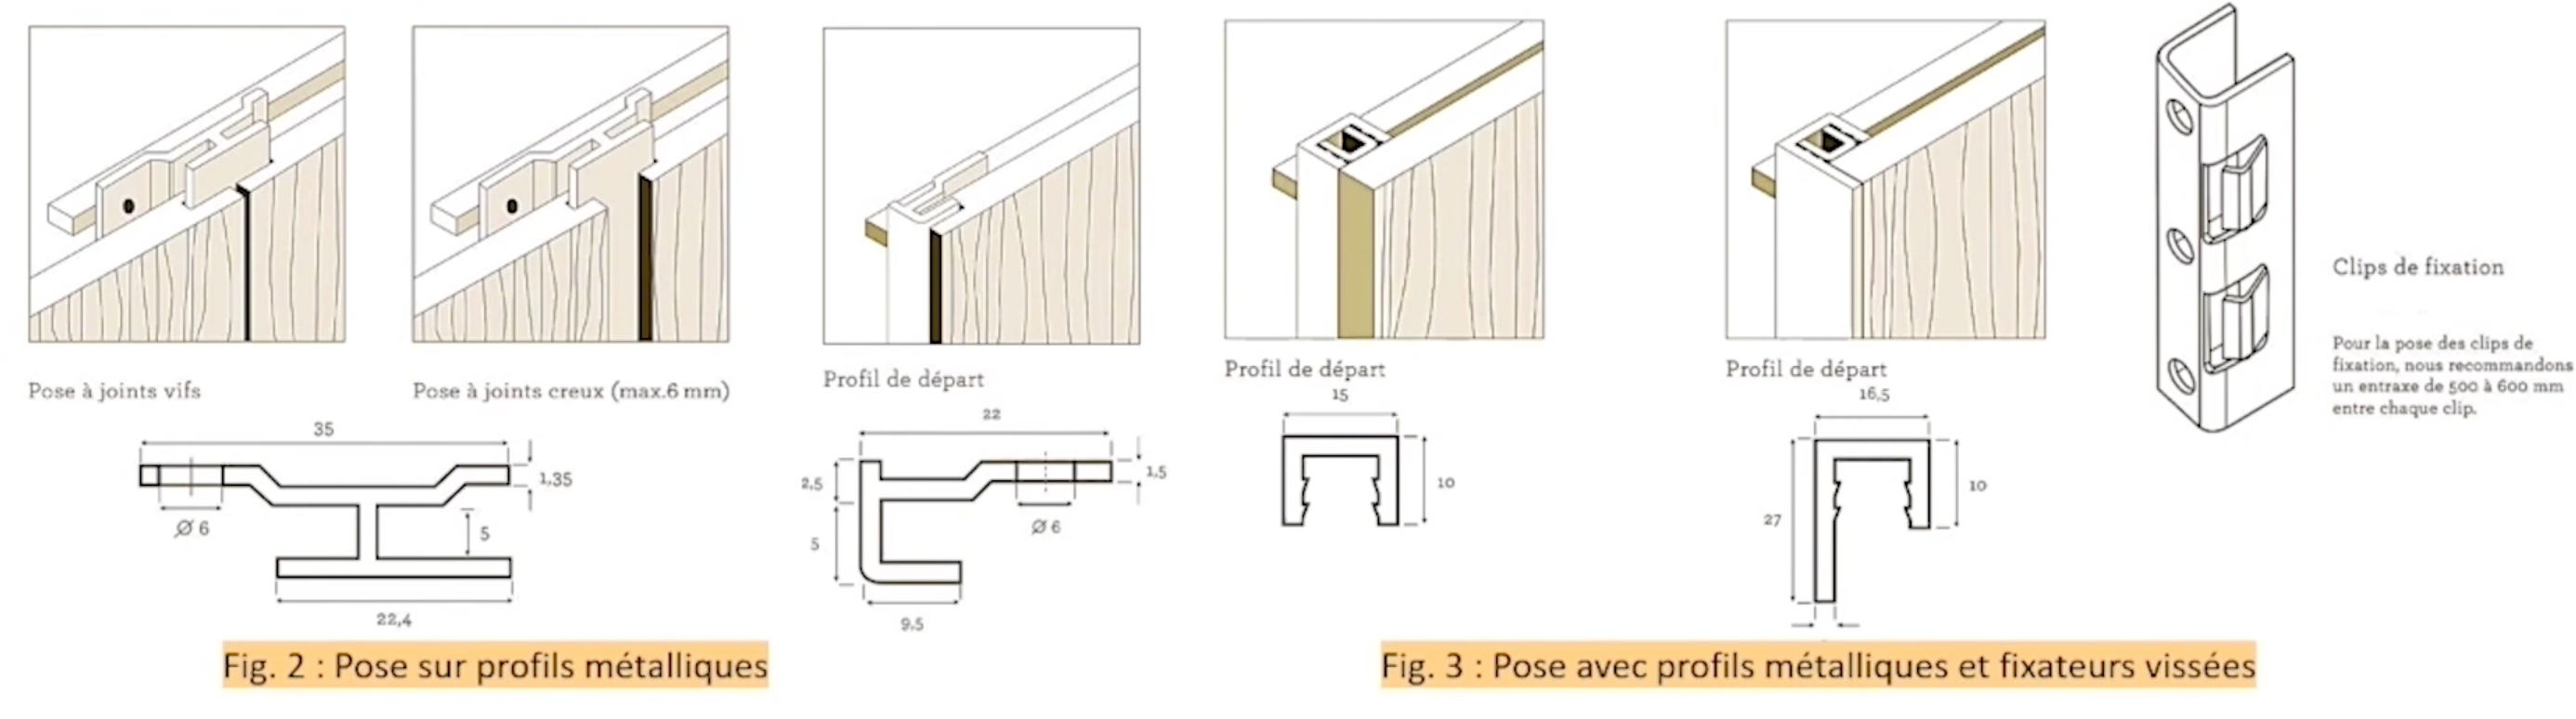 Pose à joints vifs
Pose à joints creux (max.6 mm)
Profil de départ
Profil de départ
Profil de départ
Clips de fixation
Pour la pose des clips de
fixation, nous recommandons
un entraxe de 500 à 600 mm
entre chaque clip.
35
1,35
Ø 6
5
22,4
22
2,5
1,5
Ø 6
5
9,5
15
10
16,5
10
27
Fig. 2 : Pose sur profils métalliques
Fig. 3 : Pose avec profils métalliques et fixateurs vissées